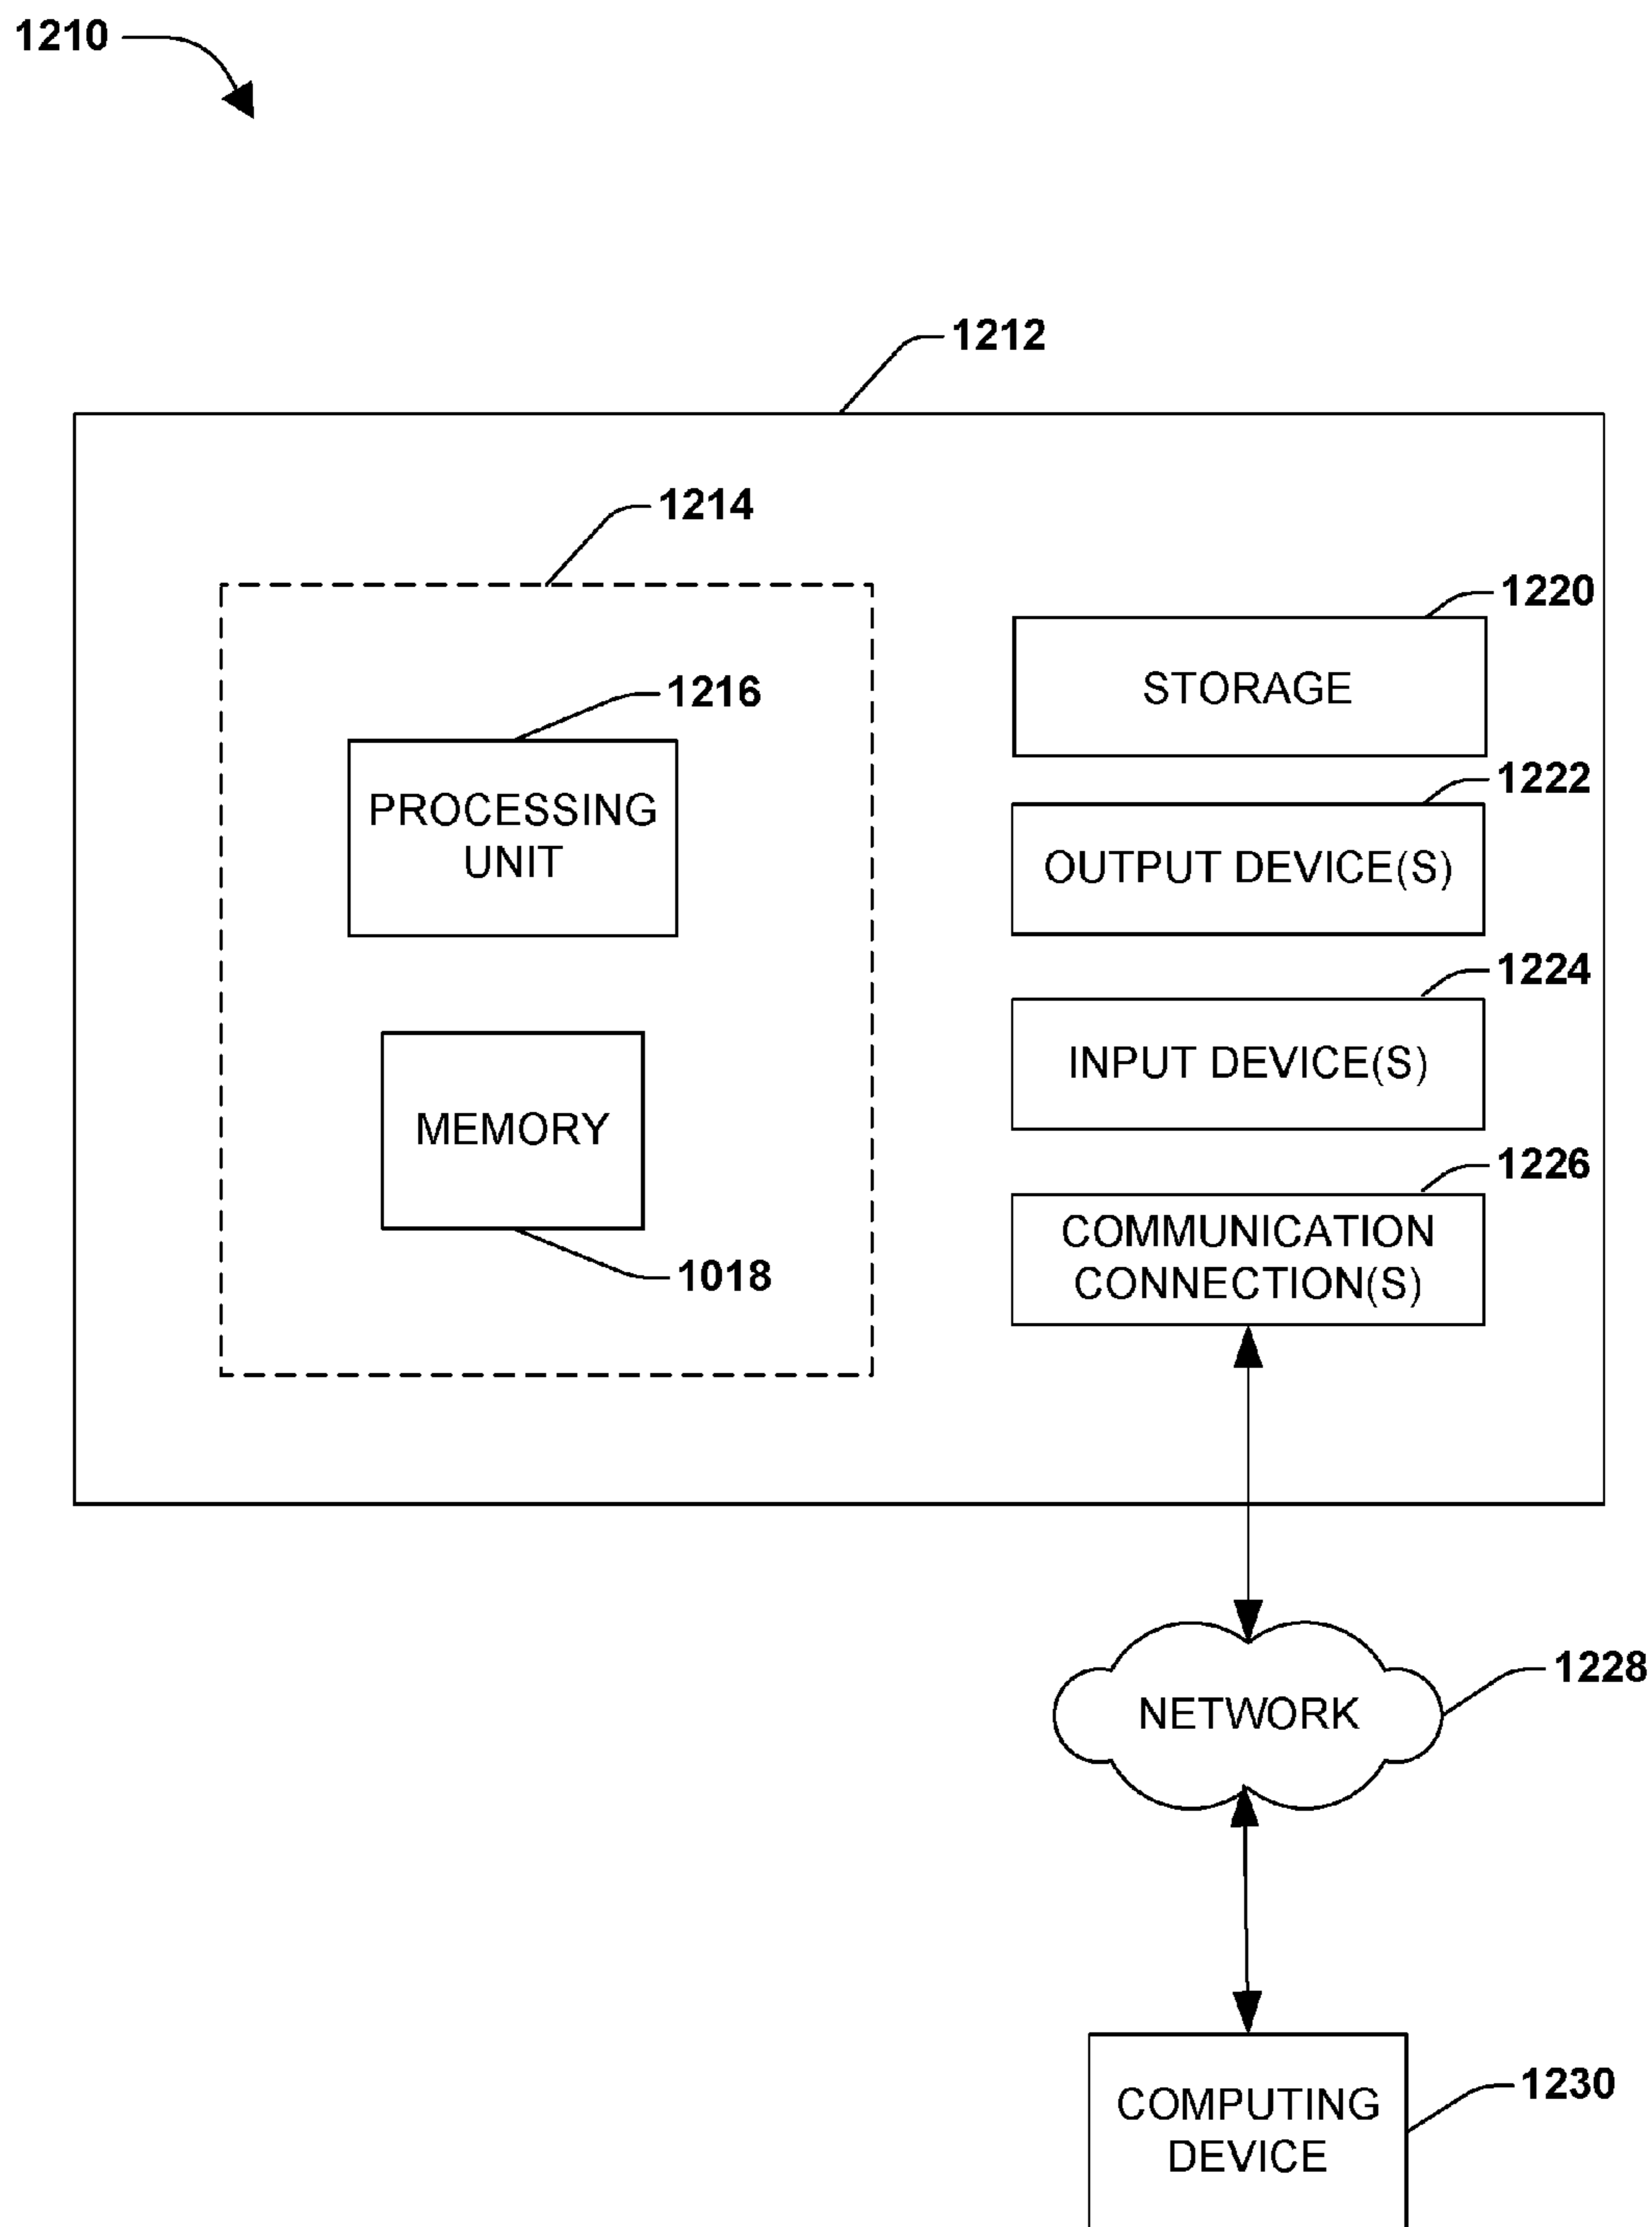 1210
1212
1214
1220
STORAGE
1216
PROCESSING
UNIT
1222
OUTPUT DEVICE(S)
1224
INPUT DEVICE(S)
MEMORY
1018
1226
COMMUNICATION
CONNECTION(S)
1228
NETWORK
1230
COMPUTING
DEVICE